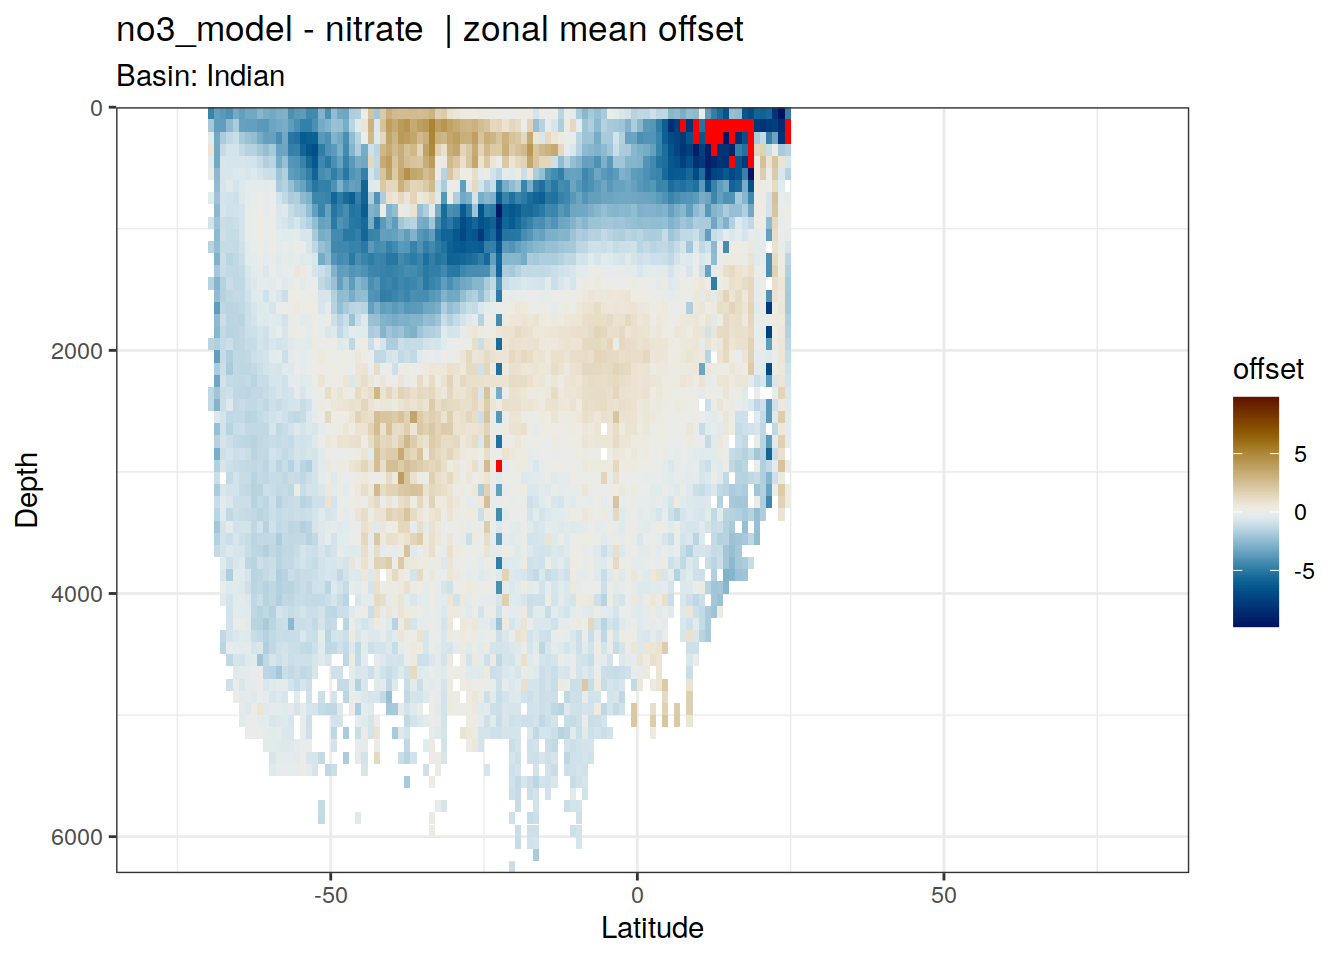 no3_model - nitrate  | zonal mean offset
Basin: Indian
0
2000
4000
6000
Depth
-50
0
50
Latitude
offset
5
0
-5